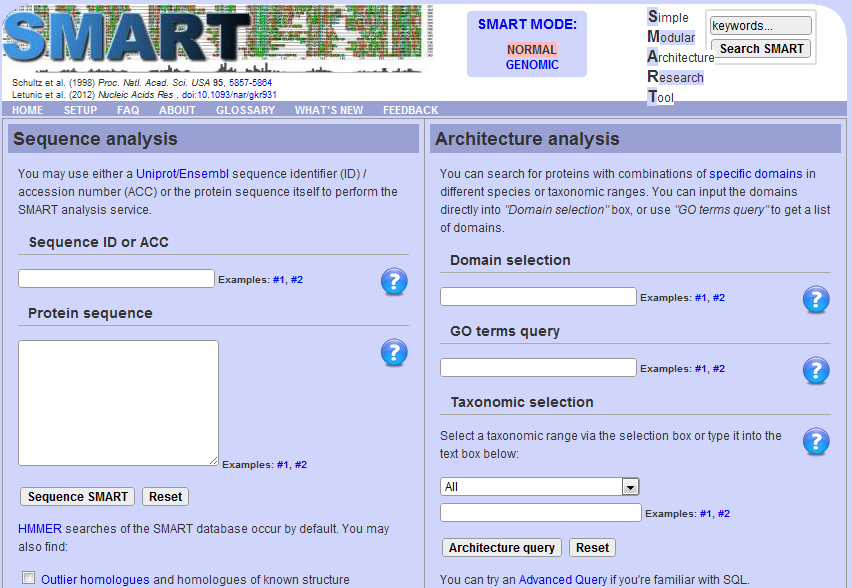 SMART
SMART MODE:
NORMAL
GENOMIC
Simple
Modular
Architecture
Research
Tool
keywords...
Search SMART
Schultz et al. (1998) Proc. Natl. Acad. Sci. USA 95, 5857-5864
Letunic et al. (2012) Nucleic Acids Res , doi:10.1093/nar/gkr931
HOME SETUP FAQ ABOUT GLOSSARY WHAT'S NEW FEEDBACK
Sequence analysis
You may use either a Uniprot/Ensembl sequence identifier (ID) /
accession number (ACC) or the protein sequence itself to perform the
SMART analysis service.
Sequence ID or ACC
Examples: #1, #2
?
Protein sequence
?
Examples: #1, #2
Sequence SMART Reset
HMMER searches of the SMART database occur by default. You may
also find:
Outlier homologues and homologues of known structure
Architecture analysis
You can search for proteins with combinations of specific domains in
different species or taxonomic ranges. You can input the domains
directly into "Domain selection" box, or use "GO terms query" to get a list
of domains.
Domain selection
Examples: #1, #2
?
GO terms query
Examples: #1, #2
?
Taxonomic selection
Select a taxonomic range via the selection box or type it into the
text box below:
?
All
Examples: #1, #2
Architecture query Reset
You can try an Advanced Query if you're familiar with SQL.